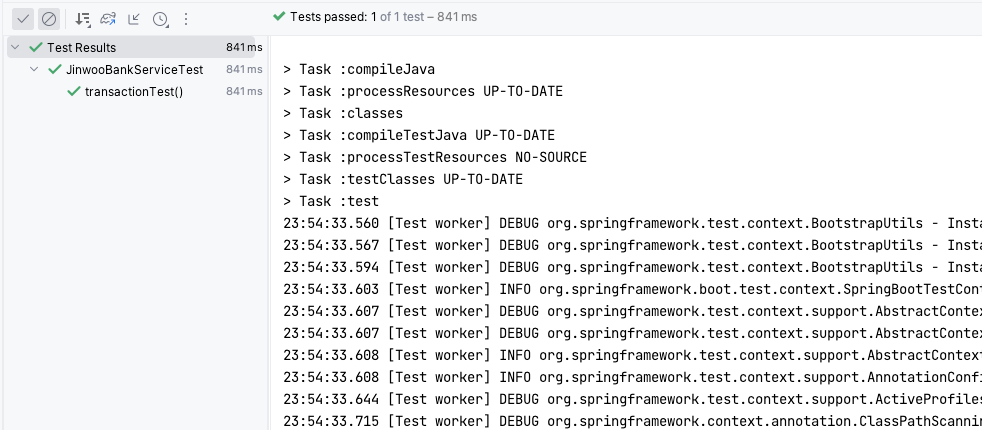 Tests passed: 1 of 1 test – 841 ms
Test Results 841 ms
JinwooBankServiceTest 841 ms
transactionTest() 841 ms
> Task :compileJava
> Task :processResources UP-TO-DATE
> Task :classes
> Task :compileTestJava UP-TO-DATE
> Task :processTestResources NO-SOURCE
> Task :testClasses UP-TO-DATE
> Task :test
23:54:33.560 [Test worker] DEBUG org.springframework.test.context.BootstrapUtils - Insta
23:54:33.567 [Test worker] DEBUG org.springframework.test.context.BootstrapUtils - Insta
23:54:33.594 [Test worker] DEBUG org.springframework.test.context.BootstrapUtils - Insta
23:54:33.603 [Test worker] INFO org.springframework.boot.test.context.SpringBootTestCont
23:54:33.607 [Test worker] DEBUG org.springframework.test.context.support.AbstractContex
23:54:33.607 [Test worker] DEBUG org.springframework.test.context.support.AbstractContex
23:54:33.608 [Test worker] INFO org.springframework.test.context.support.AbstractContext
23:54:33.608 [Test worker] INFO org.springframework.test.context.support.AnnotationConfi
23:54:33.644 [Test worker] DEBUG org.springframework.test.context.support.ActiveProfiles
23:54:33.715 [Test worker] DEBUG org.springframework.context.annotation.ClassPathScannin